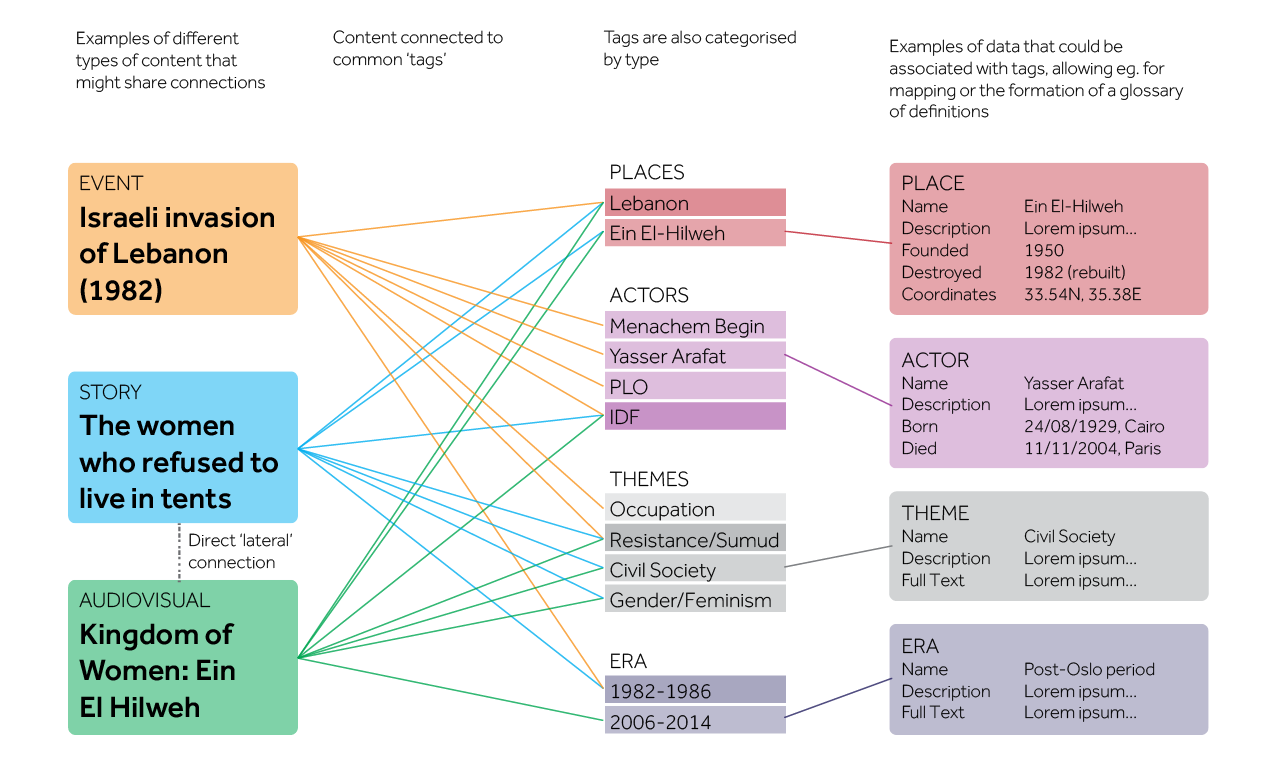 Examples of different
types of content that
might share connections
Content connected to
common ‘tags’
Tags are also categorised
by type
Examples of data that could be
associated with tags, allowing eg. for
mapping or the formation of a glossary
of definitions
EVENT
Israeli invasion
of Lebanon
(1982)
STORY
The women
who refused to
live in tents
Direct ‘lateral’
connection
AUDIOVISUAL
Kingdom of
Women: Ein
El Hilweh
PLACES
Lebanon
Ein El-Hilweh
ACTORS
Menachem Begin
Yasser Arafat
PLO
IDF
THEMES
Occupation
Resistance/Sumud
Civil Society
Gender/Feminism
ERA
1982-1986
2006-2014
PLACE
Name Ein El-Hilweh
Description Lorem ipsum...
Founded 1950
Destroyed 1982 (rebuilt)
Coordinates 33.54N, 35.38E
ACTOR
Name Yasser Arafat
Description Lorem ipsum...
Born 24/08/1929, Cairo
Died 11/11/2004, Paris
THEME
Name Civil Society
Description Lorem ipsum...
Full Text Lorem ipsum...
ERA
Name Post-Oslo period
Description Lorem ipsum...
Full Text Lorem ipsum...